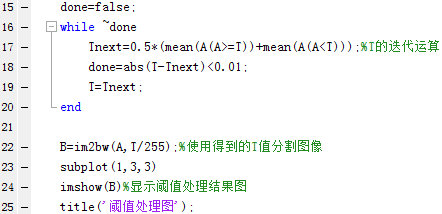 15 done=false;
16 while ~done
17 Inext=0.5*(mean(A(A>=T))+mean(A(A<T)));%T的迭代运算
18 done=abs(T-Inext)<0.01;
19 T=Inext;
20 end
21
22 B=im2bw(A,T/255);%使用得到的T值分割图像
23 subplot(1,3,3)
24 imshow(B)%显示阈值处理结果图
25 title('阈值处理图');